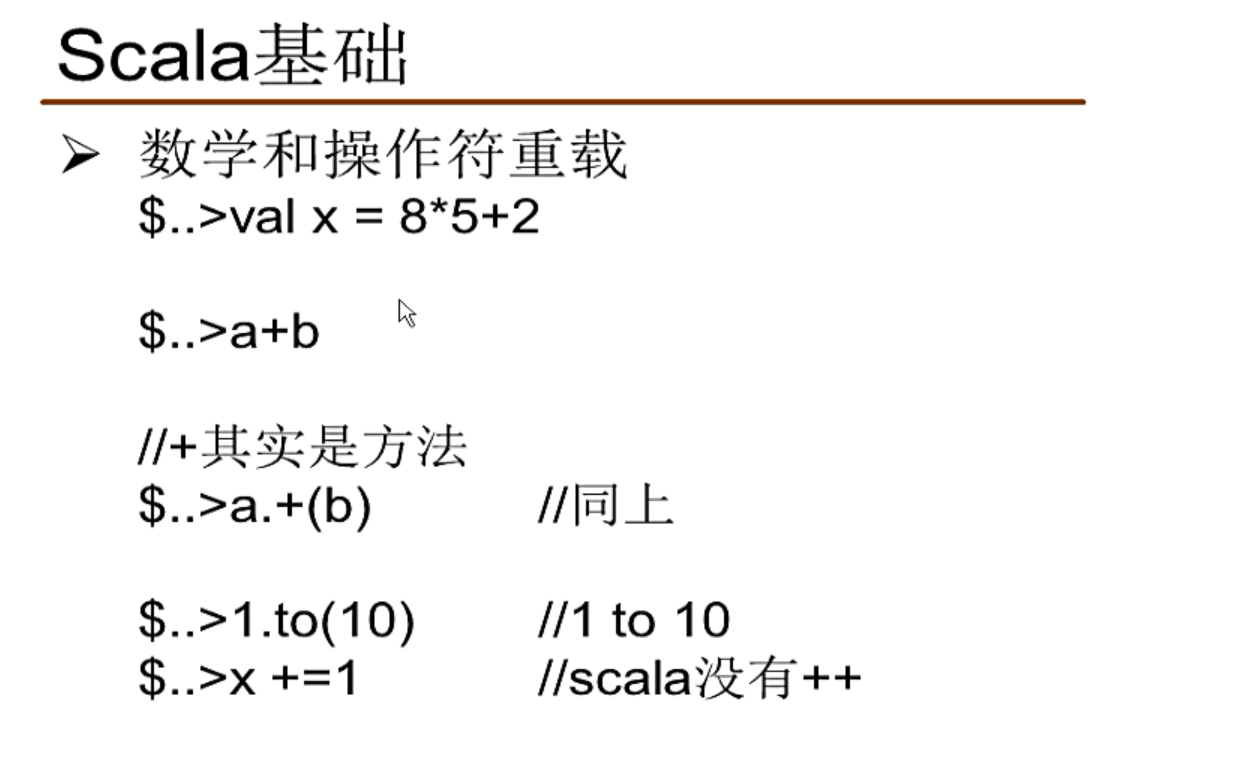 Scala基础
数学和操作符重载
$..>val x = 8*5+2
$..>a+b
//+其实是方法
$..>a.+(b) //同上
$..>1.to(10) //1 to 10
$..>x +=1 //scala没有++